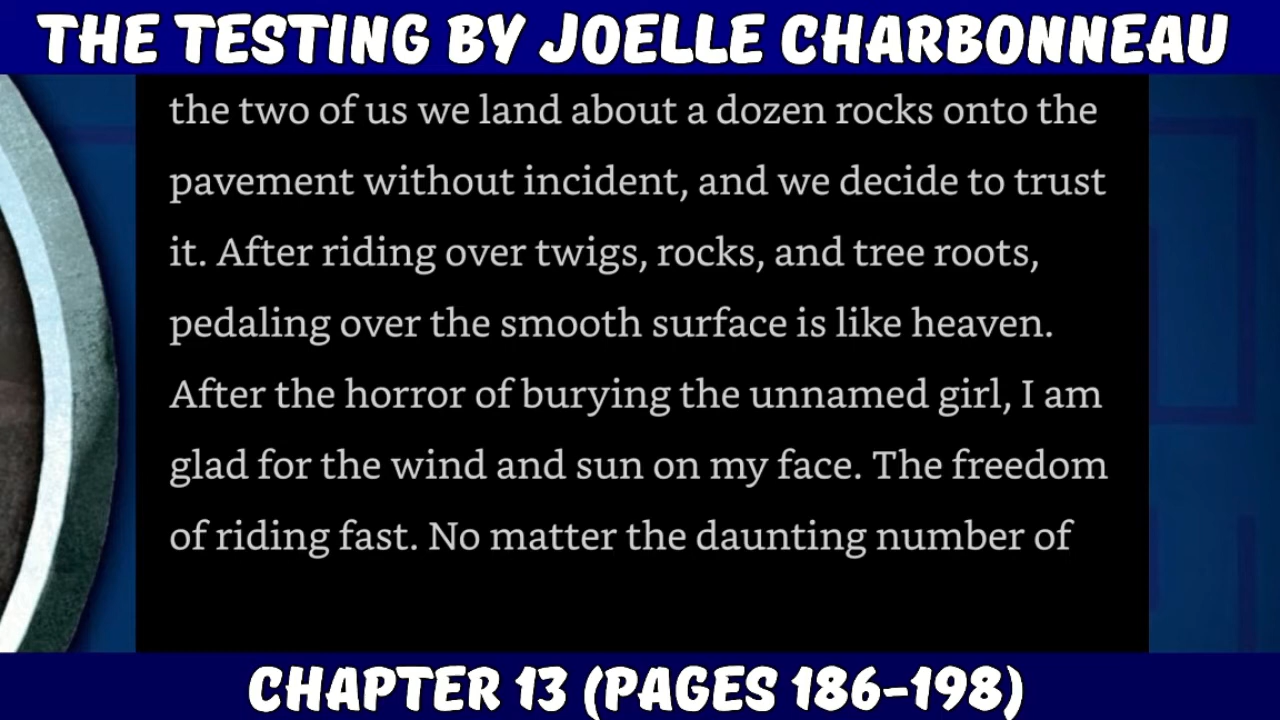 THE TESTING BY JOELLE CHARBONNEAU
the two of us we land about a dozen rocks onto the
pavement without incident, and we decide to trust
it. After riding over twigs, rocks, and tree roots,
pedaling over the smooth surface is like heaven.
After the horror of burying the unnamed girl, I am
glad for the wind and sun on my face. The freedom
of riding fast. No matter the daunting number of
CHAPTER 13 (PAGES 186-198)